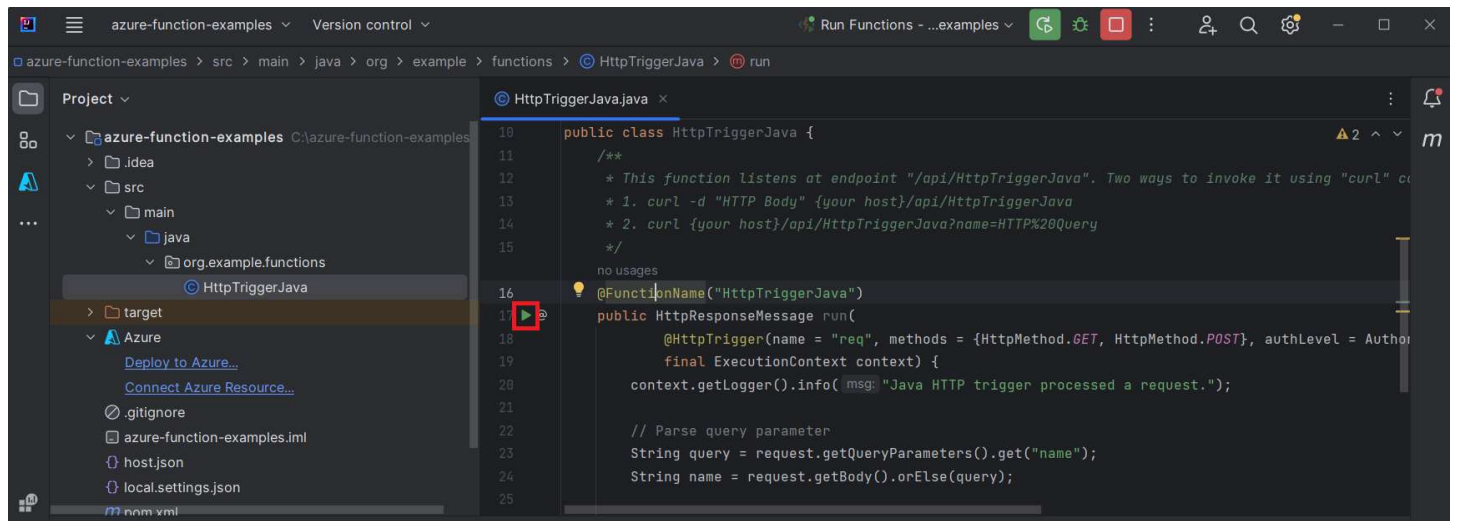 azure-function-examples Version control Run Functions - ...examples
azure-function-examples > src > main > java > org > example > functions > HttpTriggerJava > run
Project
HttpTriggerJava.java
azure-function-examples C:\azure-function-examples
.idea
src
main
java
org.example.functions
HttpTriggerJava
target
Azure
Deploy to Azure...
Connect Azure Resource...
.gitignore
azure-function-examples.iml
host.json
local.settings.json
pom.xml
2
10 public class HttpTriggerJava {
11 /**
12 * This function listens at endpoint "/api/HttpTriggerJava". Two ways to invoke it using "curl"
13 * 1. curl -d "HTTP Body" {your host}/api/HttpTriggerJava
14 * 2. curl {your host}/api/HttpTriggerJava?name=HTTP%20Query
15 */
no usages
16 @FunctionName("HttpTriggerJava")
17 public HttpResponseMessage run(
18 @HttpTrigger(name = "req", methods = {HttpMethod.GET, HttpMethod.POST}, authLevel = Author
19 final ExecutionContext context) {
20 context.getLogger().info( msg: "Java HTTP trigger processed a request.");
21
22 // Parse query parameter
23 String query = request.getQueryParameters().get("name");
24 String name = request.getBody().orElse(query);
25
m